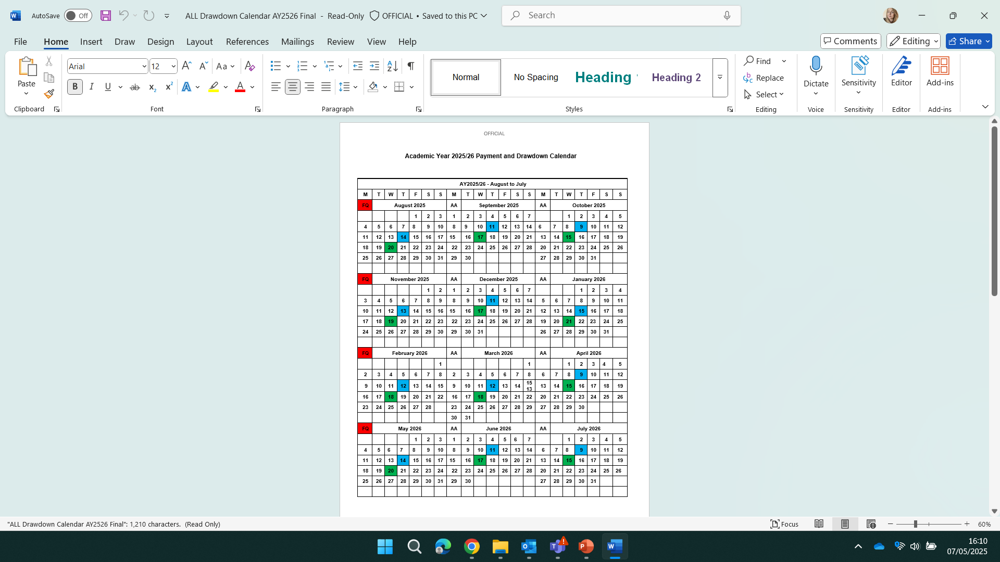 AutoSave Off ALL Drawdown Calendar AY2526 Final - Read-Only OFFICIAL • Saved to this PC Search
File Home Insert Draw Design Layout References Mailings Review View Help Comments Editing Share
Paste Arial 12 Aa Normal No Spacing Heading Heading 2 Find Replace Select Dictate Sensitivity Editor Add-ins
Clipboard Font Paragraph Styles Editing Voice Sensitivity Editor Add-ins
OFFICIAL
Academic Year 2025/26 Payment and Drawdown Calendar
AY2025/26 - August to July
M T W T F S S M T W T F S S M T W T F S S
FQ August 2025 AA September 2025 AA October 2025
1 2 3 1 2 3 4 5 6 7 1 2 3 4 5
4 5 6 7 8 9 10 8 9 10 11 12 13 14 6 7 8 9 10 11 12
11 12 13 14 15 16 17 15 16 17 18 19 20 21 13 14 15 16 17 18 19
18 19 20 21 22 23 24 22 23 24 25 26 27 28 20 21 22 23 24 25 26
25 26 27 28 29 30 31 29 30 27 28 29 30 31
FQ November 2025 AA December 2025 AA January 2026
1 2 1 2 3 4 5 6 7 1 2 3 4
3 4 5 6 7 8 9 8 9 10 11 12 13 14 5 6 7 8 9 10 11
10 11 12 13 14 15 16 15 16 17 18 19 20 21 12 13 14 15 16 17 18
17 18 19 20 21 22 23 22 23 24 25 26 27 28 19 20 21 22 23 24 25
24 25 26 27 28 29 30 29 30 31 26 27 28 29 30 31
FQ February 2026 AA March 2026 AA April 2026
1 1 1 2 3 4 5
2 3 4 5 6 7 8 2 3 4 5 6 7 8 6 7 8 9 10 11 12
9 10 11 12 13 14 15 9 10 11 12 13 14 15 13 13 14 15 16 17 18 19
16 17 18 19 20 21 22 16 17 18 19 20 21 22 20 21 22 23 24 25 26
23 24 25 26 27 28 23 24 25 26 27 28 29 27 28 29 30
30 31
FQ May 2026 AA June 2026 AA July 2026
1 2 3 1 2 3 4 5 6 7 1 2 3 4 5
4 5 6 7 8 9 10 8 9 10 11 12 13 14 6 7 8 9 10 11 12
11 12 13 14 15 16 17 15 16 17 18 19 20 21 13 14 15 16 17 18 19
18 19 20 21 22 23 24 22 23 24 25 26 27 28 20 21 22 23 24 25 26
25 26 27 28 29 30 31 29 30 27 28 29 30 31
"ALL Drawdown Calendar AY2526 Final": 1,210 characters. (Read Only) Focus 60%
16:10
07/05/2025